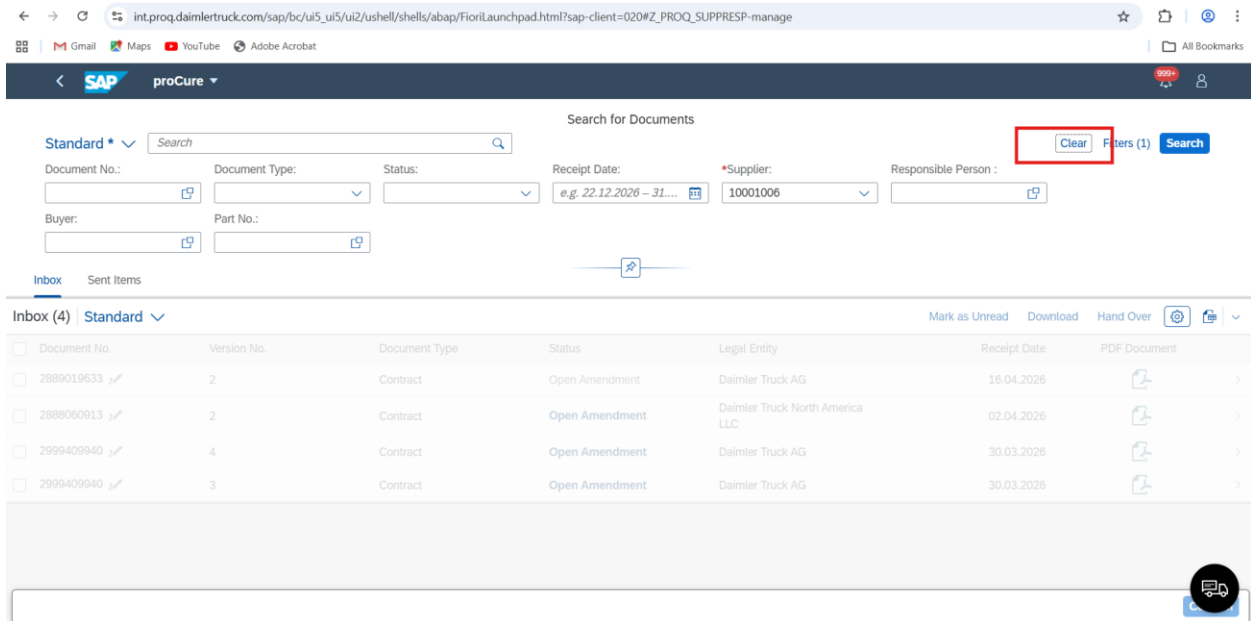 int.proq.daimlertruck.com/sap/bc/ui5_ui5/ui2/ushell/shells/abap/FioriLaunchpad.html?sap-client=020#Z_PROQ_SUPPRESP-manage
Gmail Maps YouTube Adobe Acrobat All Bookmarks
SAP proCure 999+
Search for Documents
Standard * Search Clear Filters (1) Search
Document No.: Document Type: Status: Receipt Date: *Supplier: Responsible Person :
e.g. 22.12.2026 – 31.... 10001006
Buyer: Part No.:
Inbox Sent Items
Inbox (4) Standard Mark as Unread Download Hand Over
Document No. Version No. Document Type Status Legal Entity Receipt Date PDF Document
2889019633 2 Contract Open Amendment Daimler Truck AG 16.04.2026
2888060913 2 Contract Open Amendment Daimler Truck North America LLC 02.04.2026
2999409940 4 Contract Open Amendment Daimler Truck AG 30.03.2026
2999409940 3 Contract Open Amendment Daimler Truck AG 30.03.2026